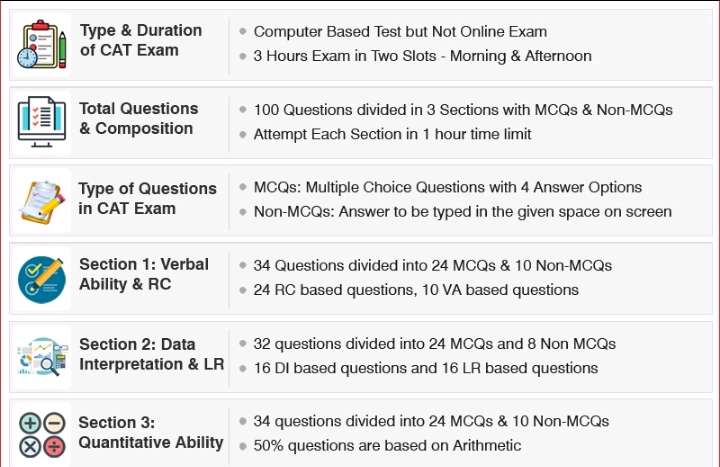 Type & Duration
of CAT Exam
Computer Based Test but Not Online Exam
3 Hours Exam in Two Slots - Morning & Afternoon
Total Questions
& Composition
100 Questions divided in 3 Sections with MCQs & Non-MCQs
Attempt Each Section in 1 hour time limit
Type of Questions
in CAT Exam
MCQs: Multiple Choice Questions with 4 Answer Options
Non-MCQs: Answer to be typed in the given space on screen
Section 1: Verbal
Ability & RC
34 Questions divided into 24 MCQs & 10 Non-MCQs
24 RC based questions, 10 VA based questions
Section 2: Data
Interpretation & LR
32 questions divided into 24 MCQs and 8 Non MCQs
16 DI based questions and 16 LR based questions
Section 3:
Quantitative Ability
34 questions divided into 24 MCQs & 10 Non-MCQs
50% questions are based on Arithmetic